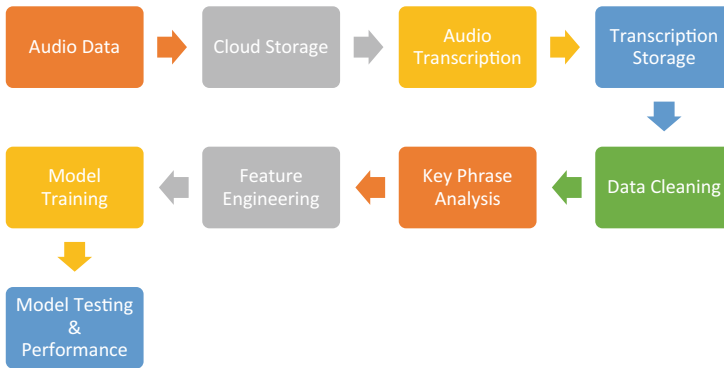 Audio Data
Cloud Storage
Audio
Transcription
Transcription
Storage
Data Cleaning
Key Phrase
Analysis
Feature
Engineering
Model
Training
Model Testing
&
Performance